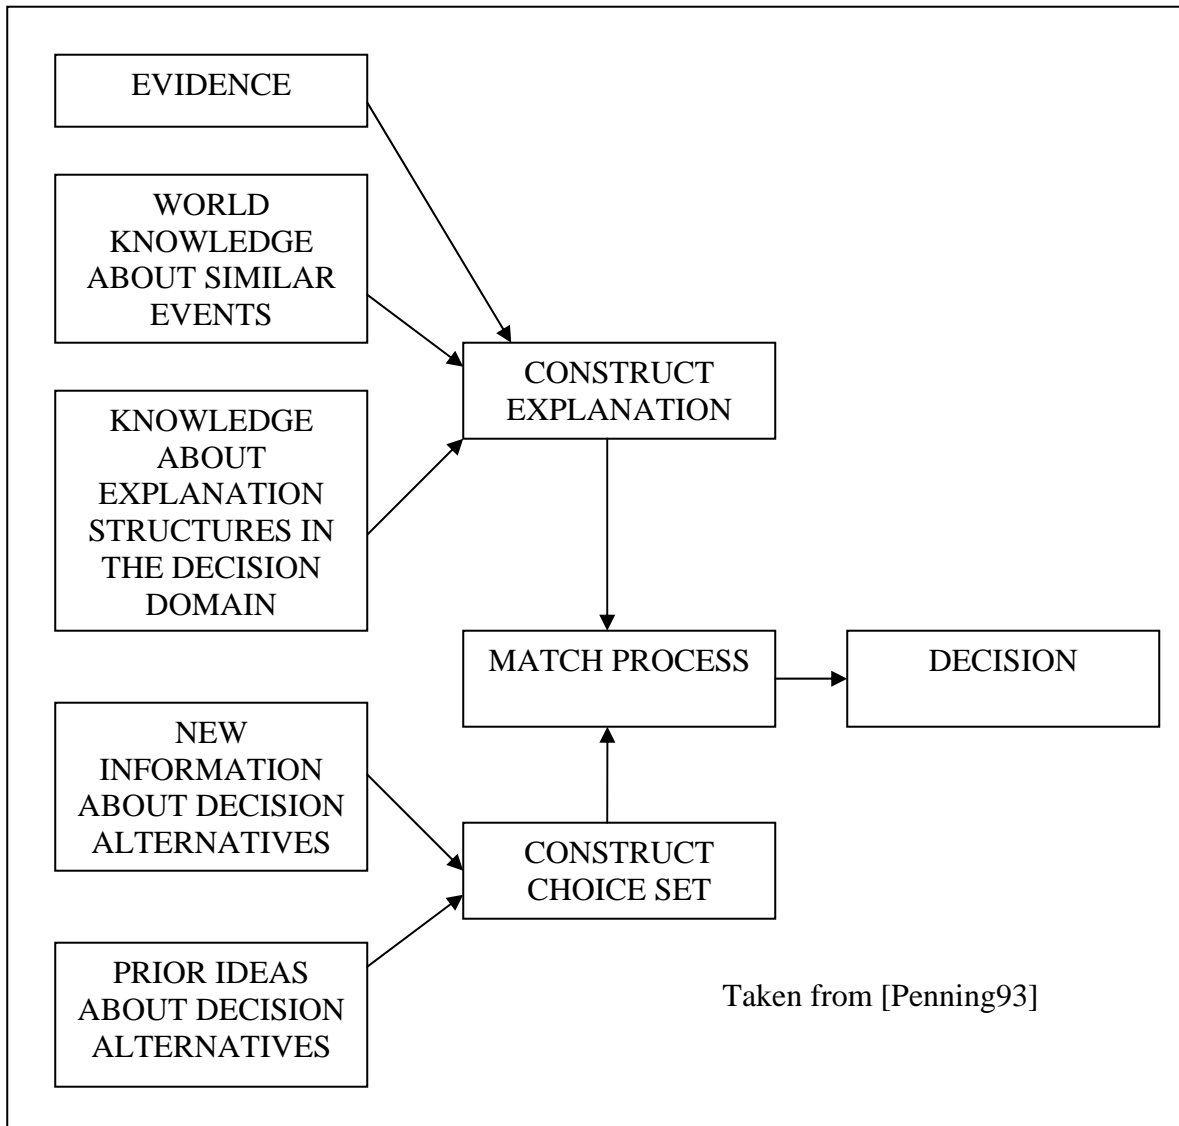 EVIDENCE
WORLD
KNOWLEDGE
ABOUT SIMILAR
EVENTS
CONSTRUCT
EXPLANATION
KNOWLEDGE
ABOUT
EXPLANATION
STRUCTURES IN
THE DECISION
DOMAIN
MATCH PROCESS
DECISION
NEW
INFORMATION
ABOUT DECISION
ALTERNATIVES
CONSTRUCT
CHOICE SET
PRIOR IDEAS
ABOUT DECISION
ALTERNATIVES
Taken from [Penning93]